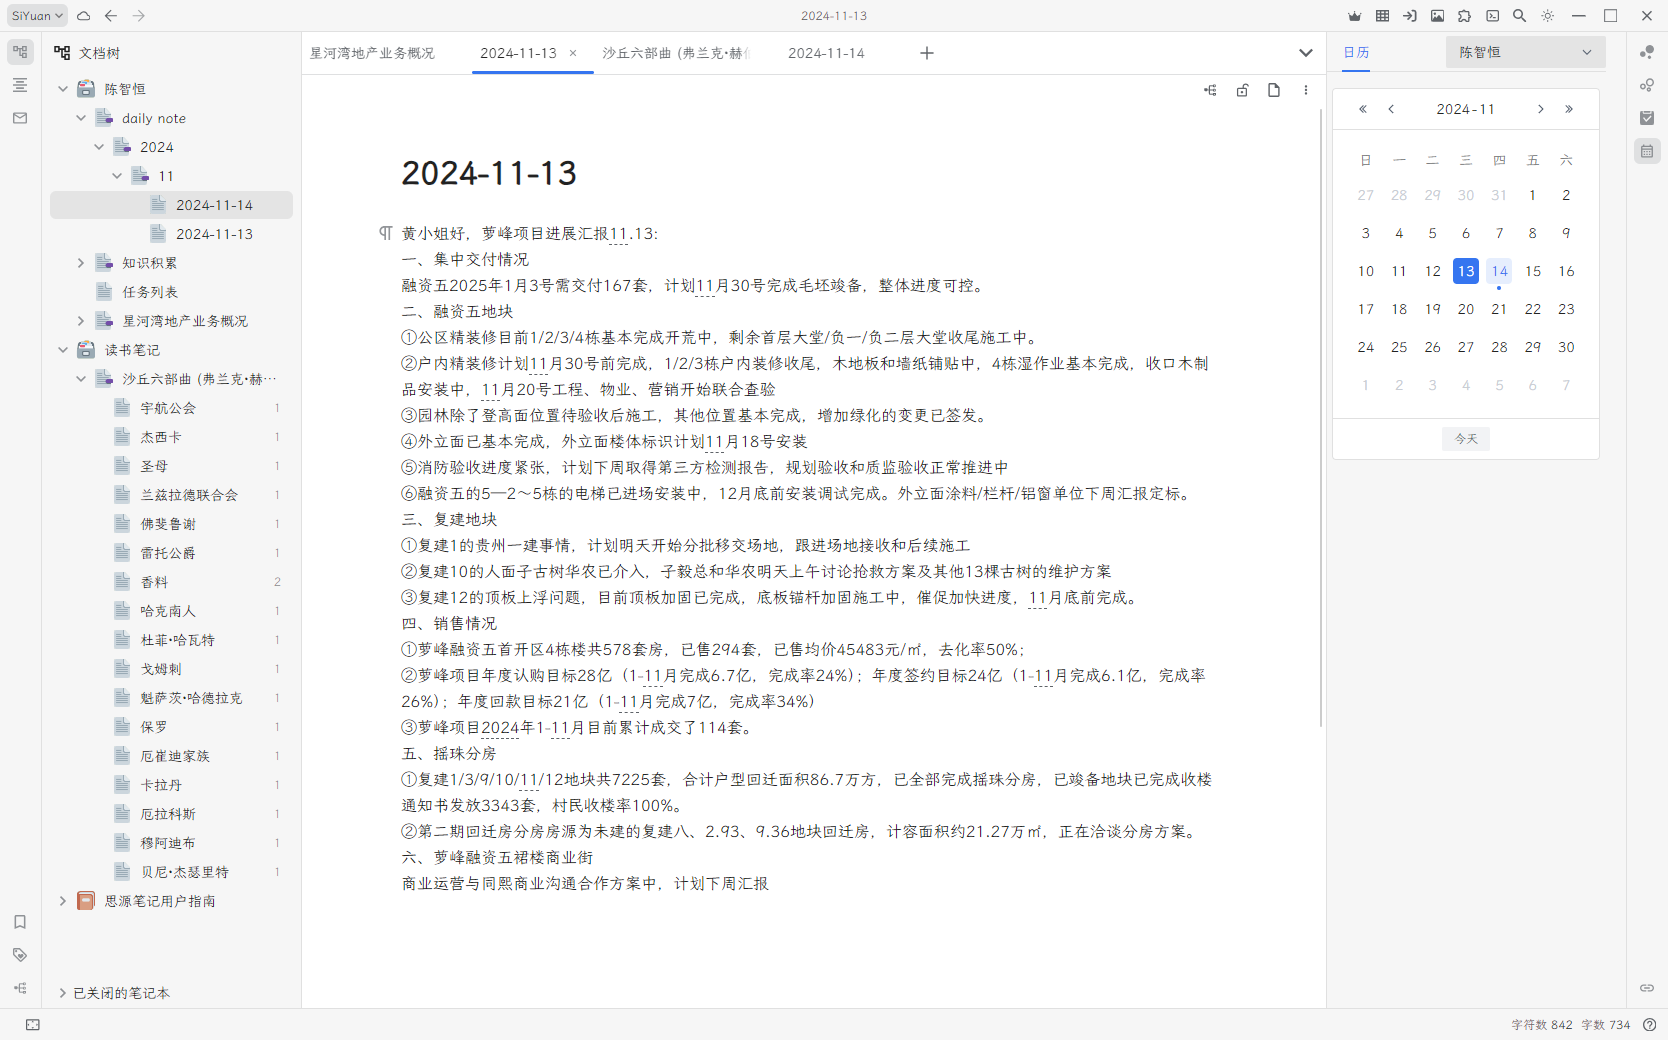 SiYuan
2024-11-13
文档树
陈智恒
daily note
2024
11
2024-11-14
2024-11-13
知识积累
任务列表
星河湾地产业务概况
读书笔记
沙丘六部曲 (弗兰克·赫…
宇航公会 1
杰西卡 1
圣母 1
兰兹拉德联合会 1
佛斐鲁谢 1
雷托公爵 1
香料 2
哈克南人 1
杜菲·哈瓦特 1
戈姆刺 1
魁萨茨·哈德拉克 1
保罗 1
厄崔迪家族 1
卡拉丹 1
厄拉科斯 1
穆阿迪布 1
贝尼·杰瑟里特 1
思源笔记用户指南
已关闭的笔记本
星河湾地产业务概况
2024-11-13
沙丘六部曲 (弗兰克·赫
2024-11-14
2024-11-13
黄小姐好，萝峰项目进展汇报11.13:
一、集中交付情况
融资五2025年1月3号需交付167套，计划11月30号完成毛坯竣备，整体进度可控。
二、融资五地块
①公区精装修目前1/2/3/4栋基本完成开荒中，剩余首层大堂/负一/负二层大堂收尾施工中。
②户内精装修计划11月30号前完成，1/2/3栋户内装修收尾，木地板和墙纸铺贴中，4栋湿作业基本完成，收口木制
品安装中，11月20号工程、物业、营销开始联合查验
③园林除了登高面位置待验收后施工，其他位置基本完成，增加绿化的变更已签发。
④外立面已基本完成，外立面楼体标识计划11月18号安装
⑤消防验收进度紧张，计划下周取得第三方检测报告，规划验收和质监验收正常推进中
⑥融资五的5—2～5栋的电梯已进场安装中，12月底前安装调试完成。外立面涂料/栏杆/铝窗单位下周汇报定标。
三、复建地块
①复建1的贵州一建事情，计划明天开始分批移交场地，跟进场地接收和后续施工
②复建10的人面子古树华农已介入，子毅总和华农明天上午讨论抢救方案及其他13棵古树的维护方案
③复建12的顶板上浮问题，目前顶板加固已完成，底板锚杆加固施工中，催促加快进度，11月底前完成。
四、销售情况
①萝峰融资五首开区4栋楼共578套房，已售294套，已售均价45483元/㎡，去化率50%；
②萝峰项目年度认购目标28亿（1-11月完成6.7亿，完成率24%）；年度签约目标24亿（1-11月完成6.1亿，完成率
26%）；年度回款目标21亿（1-11月完成7亿，完成率34%）
③萝峰项目2024年1-11月目前累计成交了114套。
五、摇珠分房
①复建1/3/9/10/11/12地块共7225套，合计户型回迁面积86.7万方，已全部完成摇珠分房，已竣备地块已完成收楼
通知书发放3343套，村民收楼率100%。
②第二期回迁房分房房源为未建的复建八、2.93、9.36地块回迁房，计容面积约21.27万㎡，正在洽谈分房方案。
六、萝峰融资五裙楼商业街
商业运营与同熙商业沟通合作方案中，计划下周汇报
日历
陈智恒
2024-11
日 一 二 三 四 五 六
27 28 29 30 31 1 2
3 4 5 6 7 8 9
10 11 12 13 14 15 16
17 18 19 20 21 22 23
24 25 26 27 28 29 30
1 2 3 4 5 6 7
今天
字符数 842 字数 734